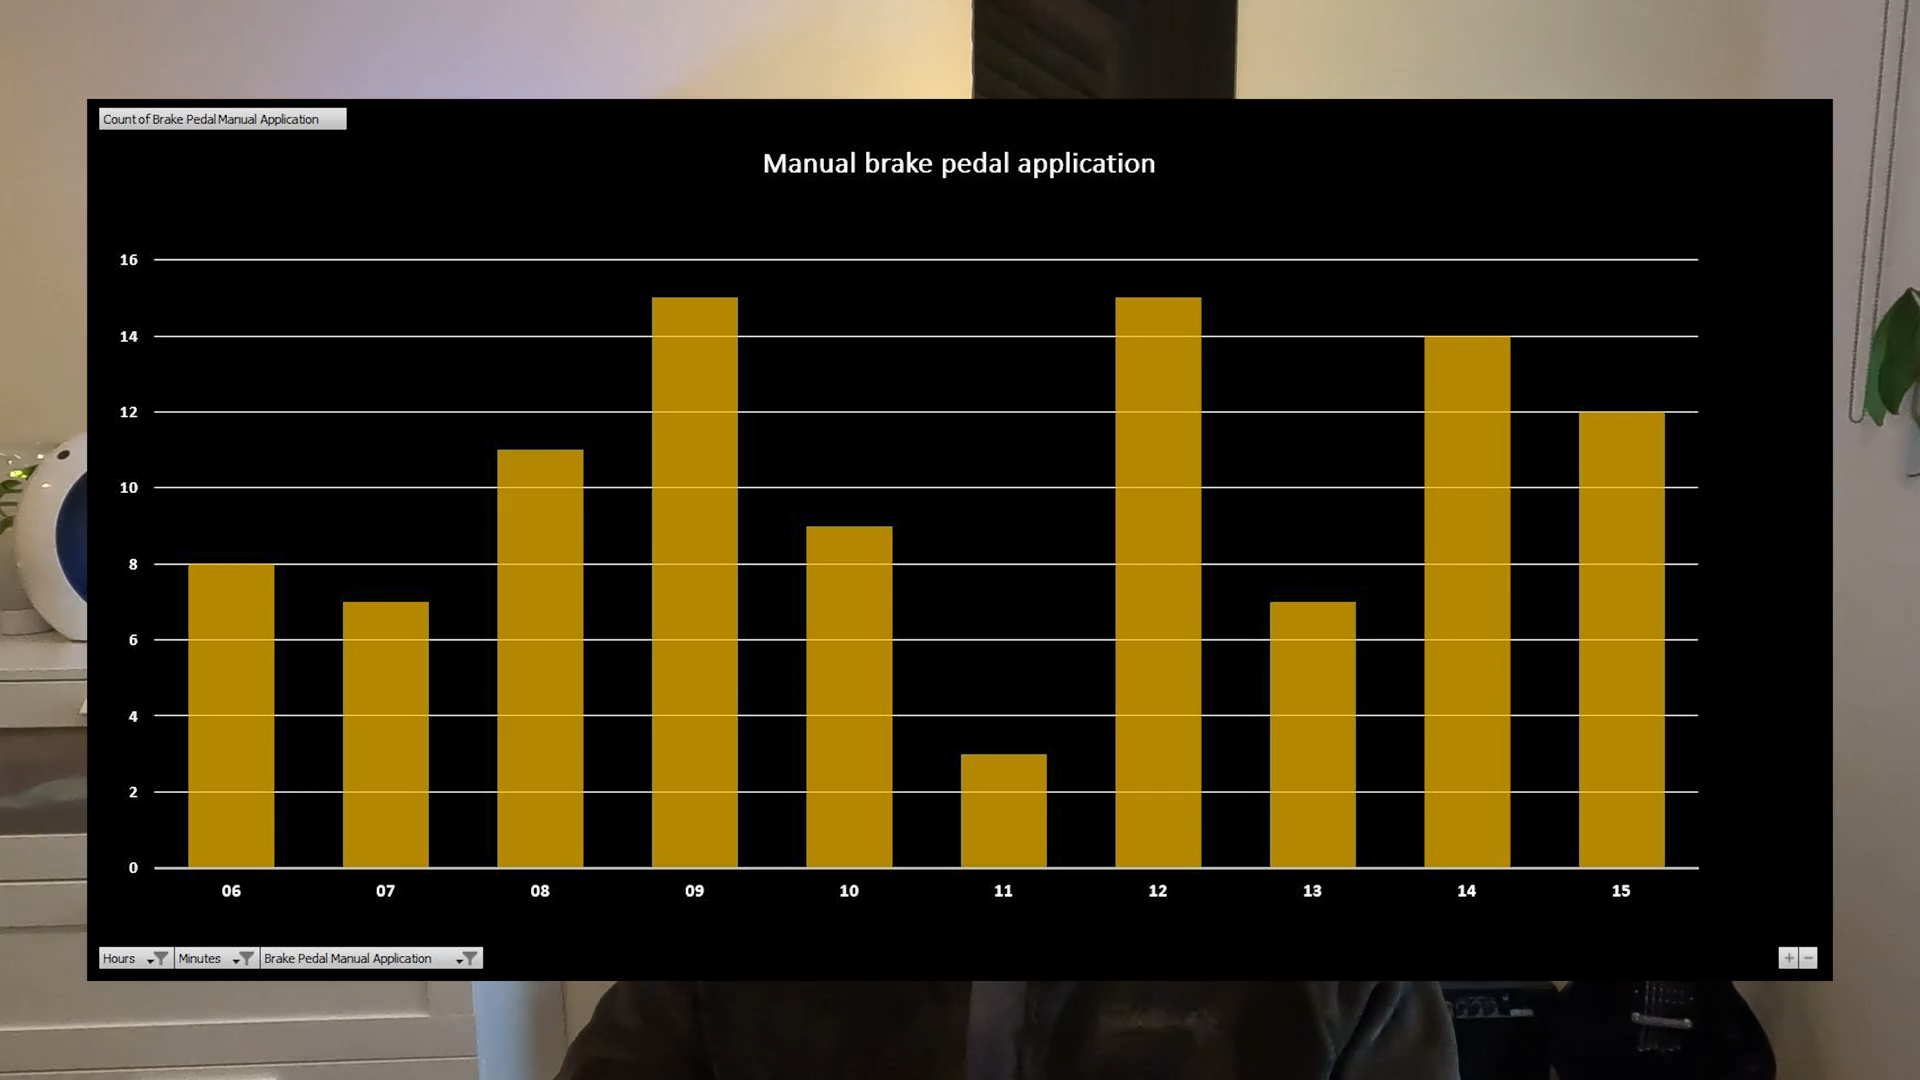 Count of Brake Pedal Manual Application
Manual brake pedal application
16
14
12
10
8
6
4
2
0
06 07 08 09 10 11 12 13 14 15
Hours Minutes Brake Pedal Manual Application
+ -